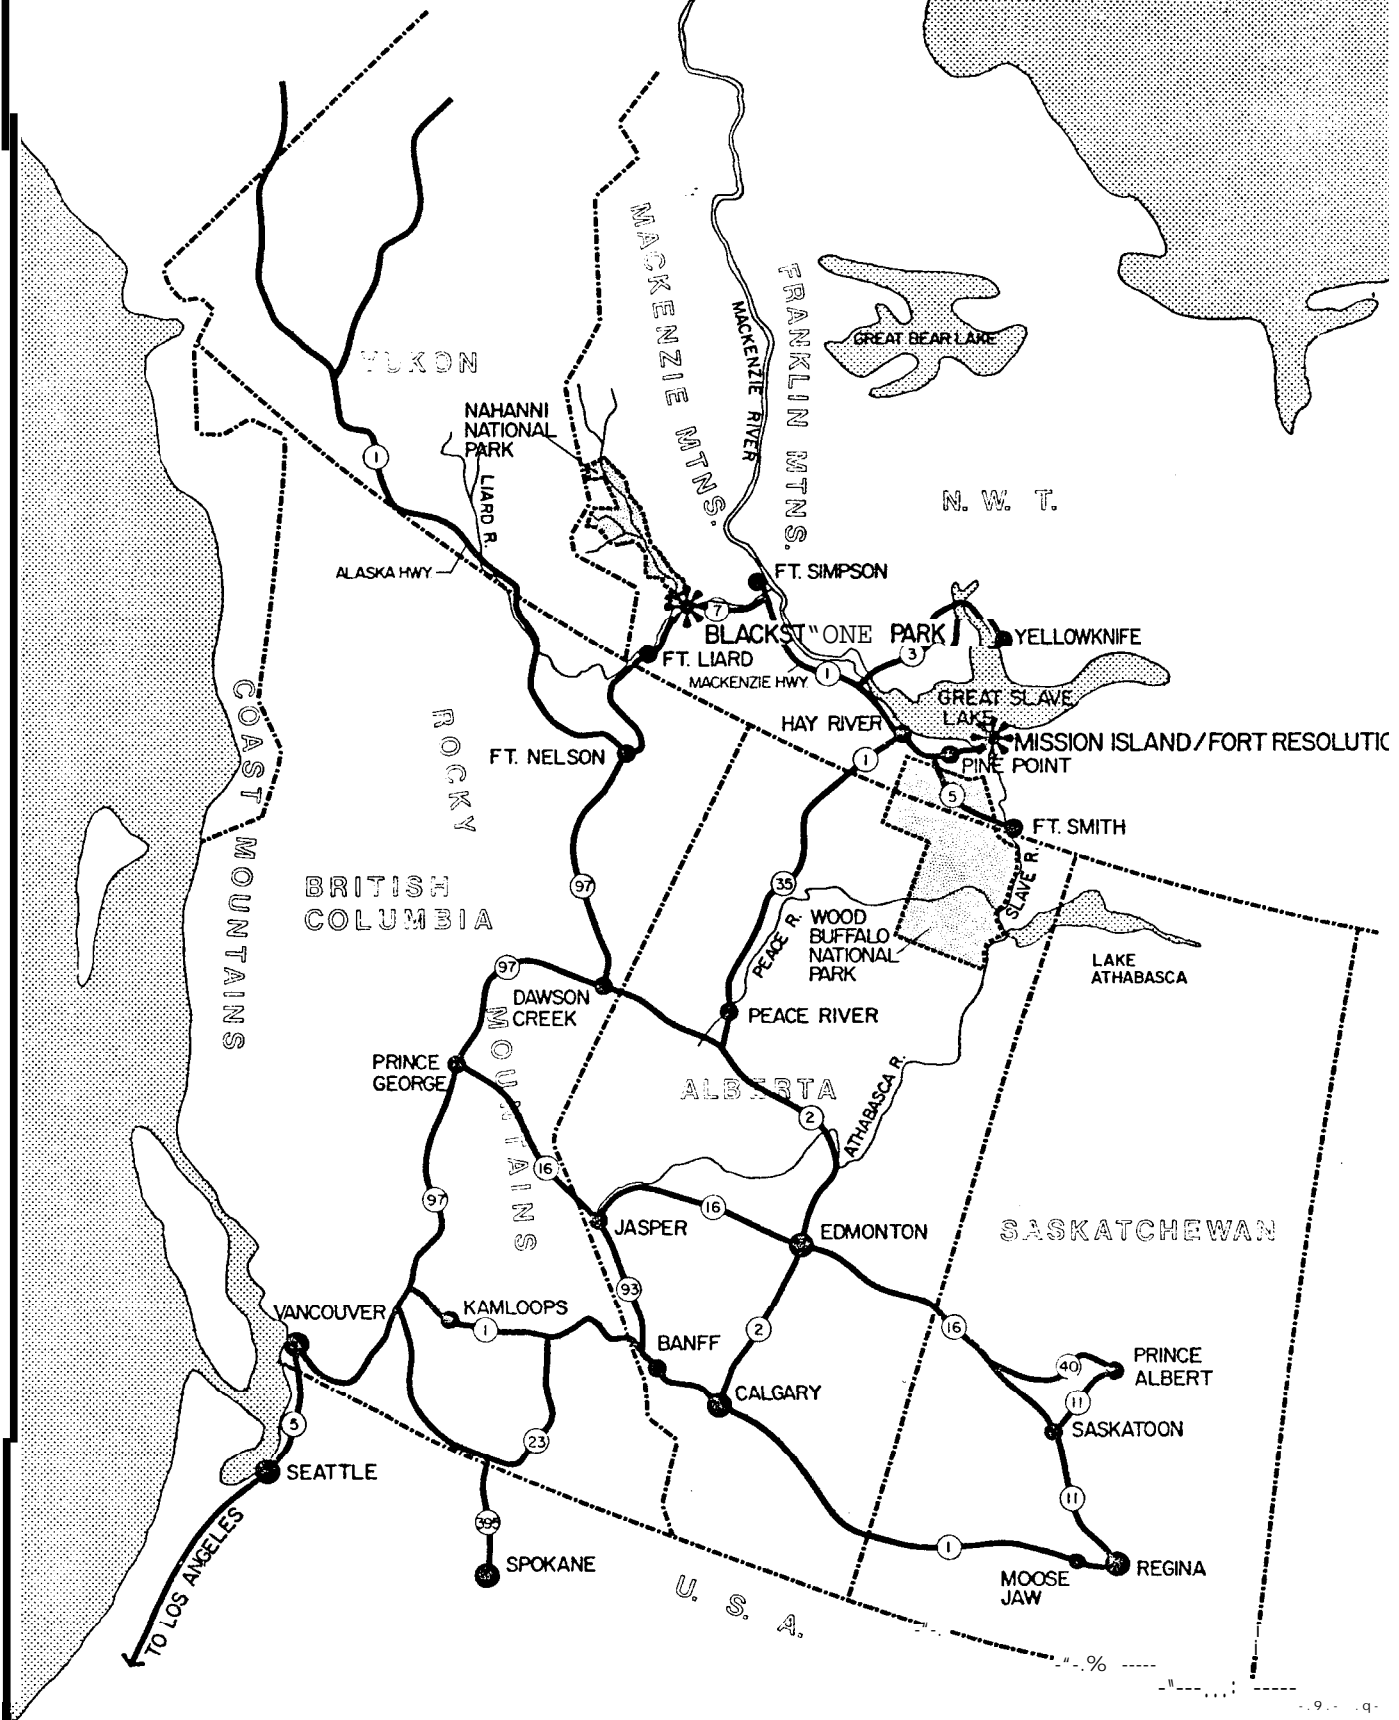 YUKON
MACKENZIE MTNS.
MACKENZIE RIVER
FRANKLIN MTNS.
GREAT BEAR LAKE
NAHANNI
NATIONAL
PARK
1
LIARD R.
N. W. T.
ALASKA HWY.
FT. SIMPSON
7
BLACKST"ONE PARK
YELLOWKNIFE
3
FT. LIARD
MACKENZIE HWY.
1
GREAT SLAVE
LAKE
HAY RIVER
MISSION ISLAND/FORT RESOLUTIO
PINE POINT
1
5
FT. SMITH
COAST MOUNTAINS
ROCKY
MOUNTAINS
FT. NELSON
97
35
SLAVE R.
BRITISH
COLUMBIA
PEACE R.
WOOD
BUFFALO
NATIONAL
PARK
LAKE
ATHABASCA
97
DAWSON
CREEK
PEACE RIVER
PRINCE
GEORGE
ALBERTA
ATHABASCA R.
2
16
97
16
JASPER
EDMONTON
SASKATCHEWAN
93
VANCOUVER
KAMLOOPS
1
2
16
BANFF
40
PRINCE
ALBERT
CALGARY
11
SASKATOON
5
23
SEATTLE
11
395
TO LOS ANGELES
SPOKANE
1
MOOSE
JAW
REGINA
U. S. A.